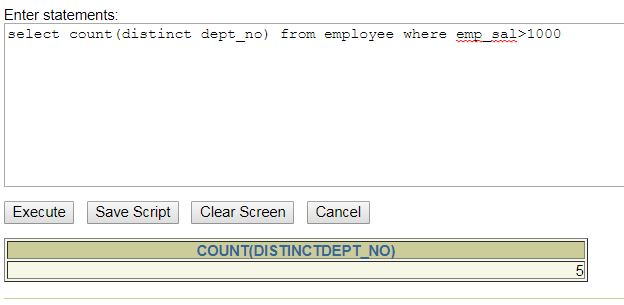 Enter statements:
select count(distinct dept_no) from employee where emp_sal>1000
Execute Save Script Clear Screen Cancel
COUNT(DISTINCTDEPT_NO)
5